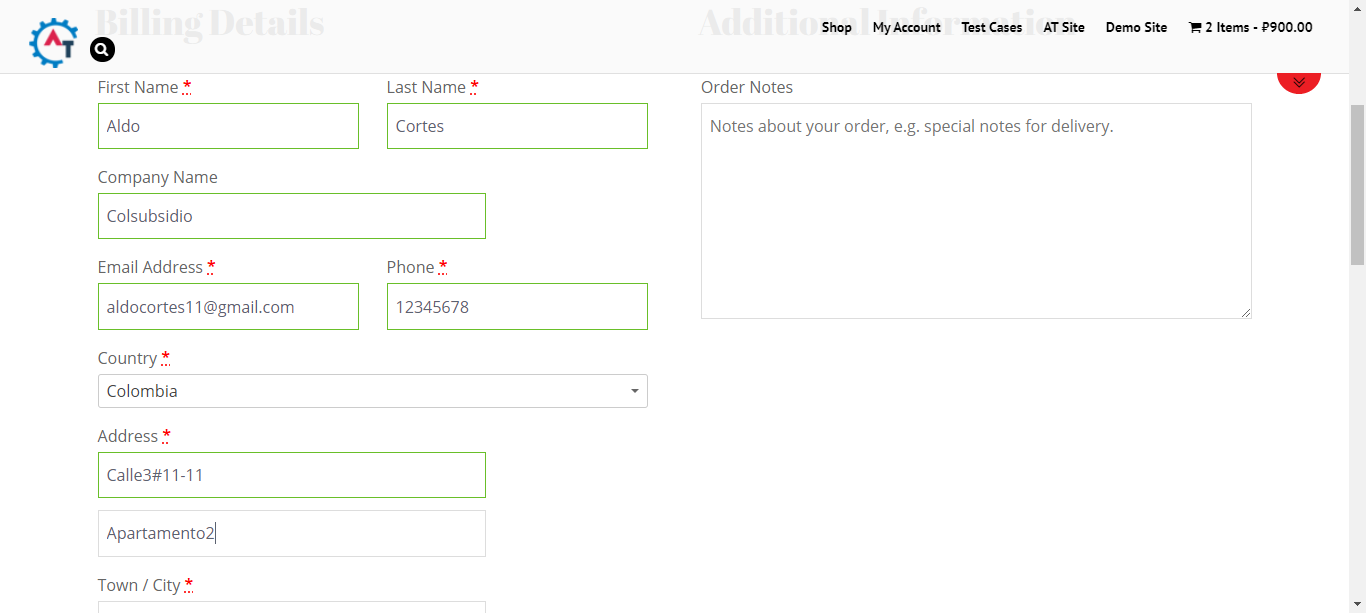 Billing Details
Additional Information
Shop My Account Test Cases AT Site Demo Site 2 Items - ₽900.00
AT
First Name *
Last Name *
Order Notes
Aldo
Cortes
Notes about your order, e.g. special notes for delivery.
Company Name
Colsubsidio
Email Address *
Phone *
aldocortes11@gmail.com
12345678
Country *
Colombia
Address *
Calle3#11-11
Apartamento2
Town / City *